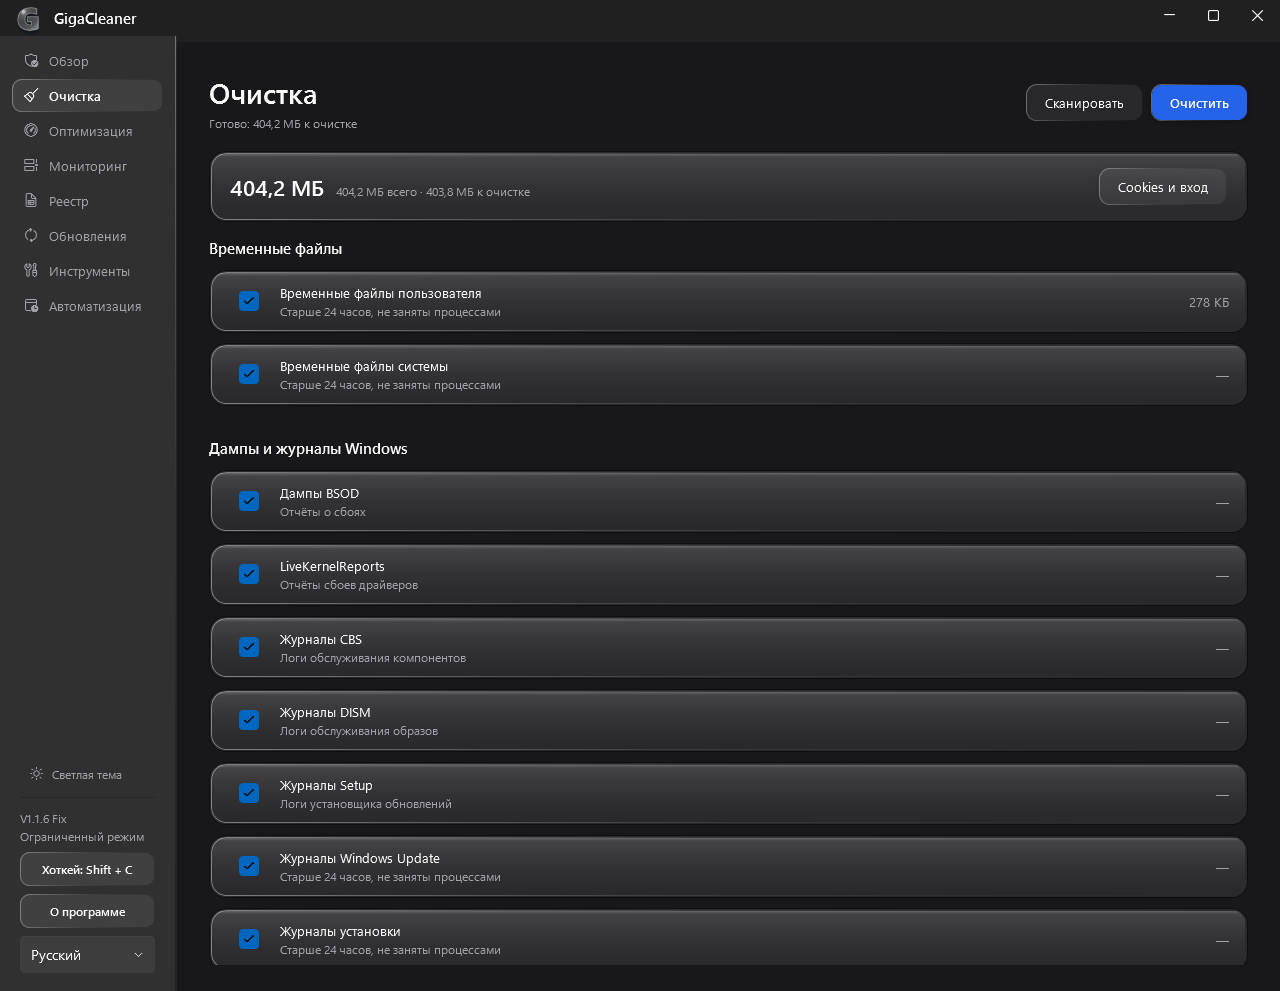 GigaCleaner
Обзор
Очистка
Оптимизация
Мониторинг
Реестр
Обновления
Инструменты
Автоматизация
Светлая тема
V1.1.6 Fix
Ограниченный режим
Хоткей: Shift + C
О программе
Русский
Очистка
Готово: 404,2 МБ к очистке
Сканировать
Очистить
404,2 МБ 404,2 МБ всего · 403,8 МБ к очистке
Cookies и вход
Временные файлы
Временные файлы пользователя
Старше 24 часов, не заняты процессами
278 КБ
Временные файлы системы
Старше 24 часов, не заняты процессами
—
Дампы и журналы Windows
Дампы BSOD
Отчёты о сбоях
—
LiveKernelReports
Отчёты сбоев драйверов
—
Журналы CBS
Логи обслуживания компонентов
—
Журналы DISM
Логи обслуживания образов
—
Журналы Setup
Логи установщика обновлений
—
Журналы Windows Update
Старше 24 часов, не заняты процессами
—
Журналы установки
Старше 24 часов, не заняты процессами
—